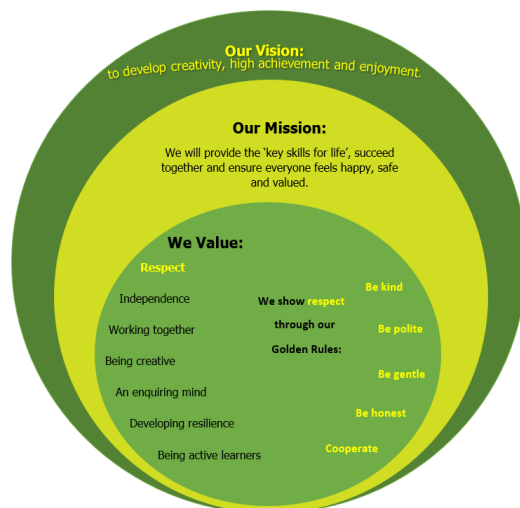 Our Vision:
to develop creativity, high achievement and enjoyment.
Our Mission:
We will provide the ‘key skills for life’, succeed
together and ensure everyone feels happy, safe
and valued.
We Value:
Respect
Independence
Working together
Being creative
An enquiring mind
Developing resilience
Being active learners
We show respect
through our
Golden Rules:
Be kind
Be polite
Be gentle
Be honest
Cooperate